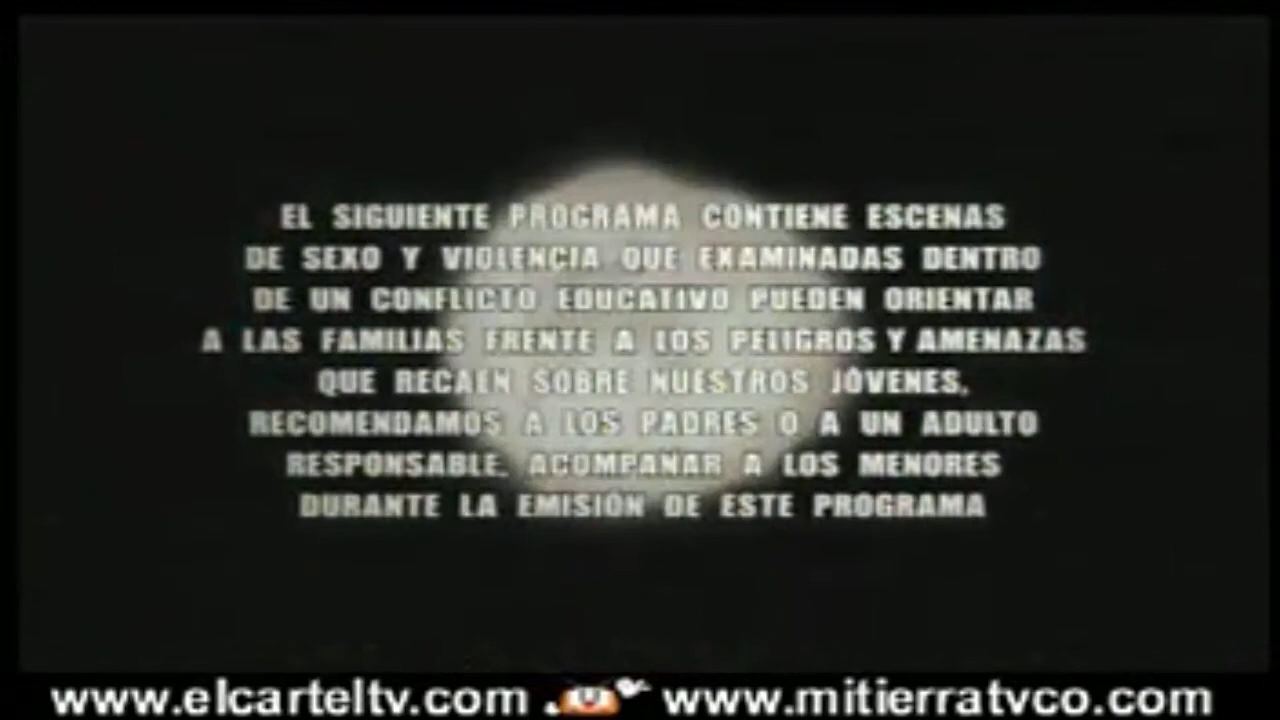 EL SIGUIENTE PROGRAMA CONTIENE ESCENAS
DE SEXO Y VIOLENCIA QUE EXAMINADAS DENTRO
DE UN CONFLICTO EDUCATIVO PUEDEN ORIENTAR
A LAS FAMILIAS FRENTE A LOS PELIGROS Y AMENAZAS
QUE RECAEN SOBRE NUESTROS JÓVENES.
RECOMENDAMOS A LOS PADRES O A UN ADULTO
RESPONSABLE, ACOMPAÑAR A LOS MENORES
DURANTE LA EMISIÓN DE ESTE PROGRAMA
www.elcarteltv.com www.mitierratvco.com